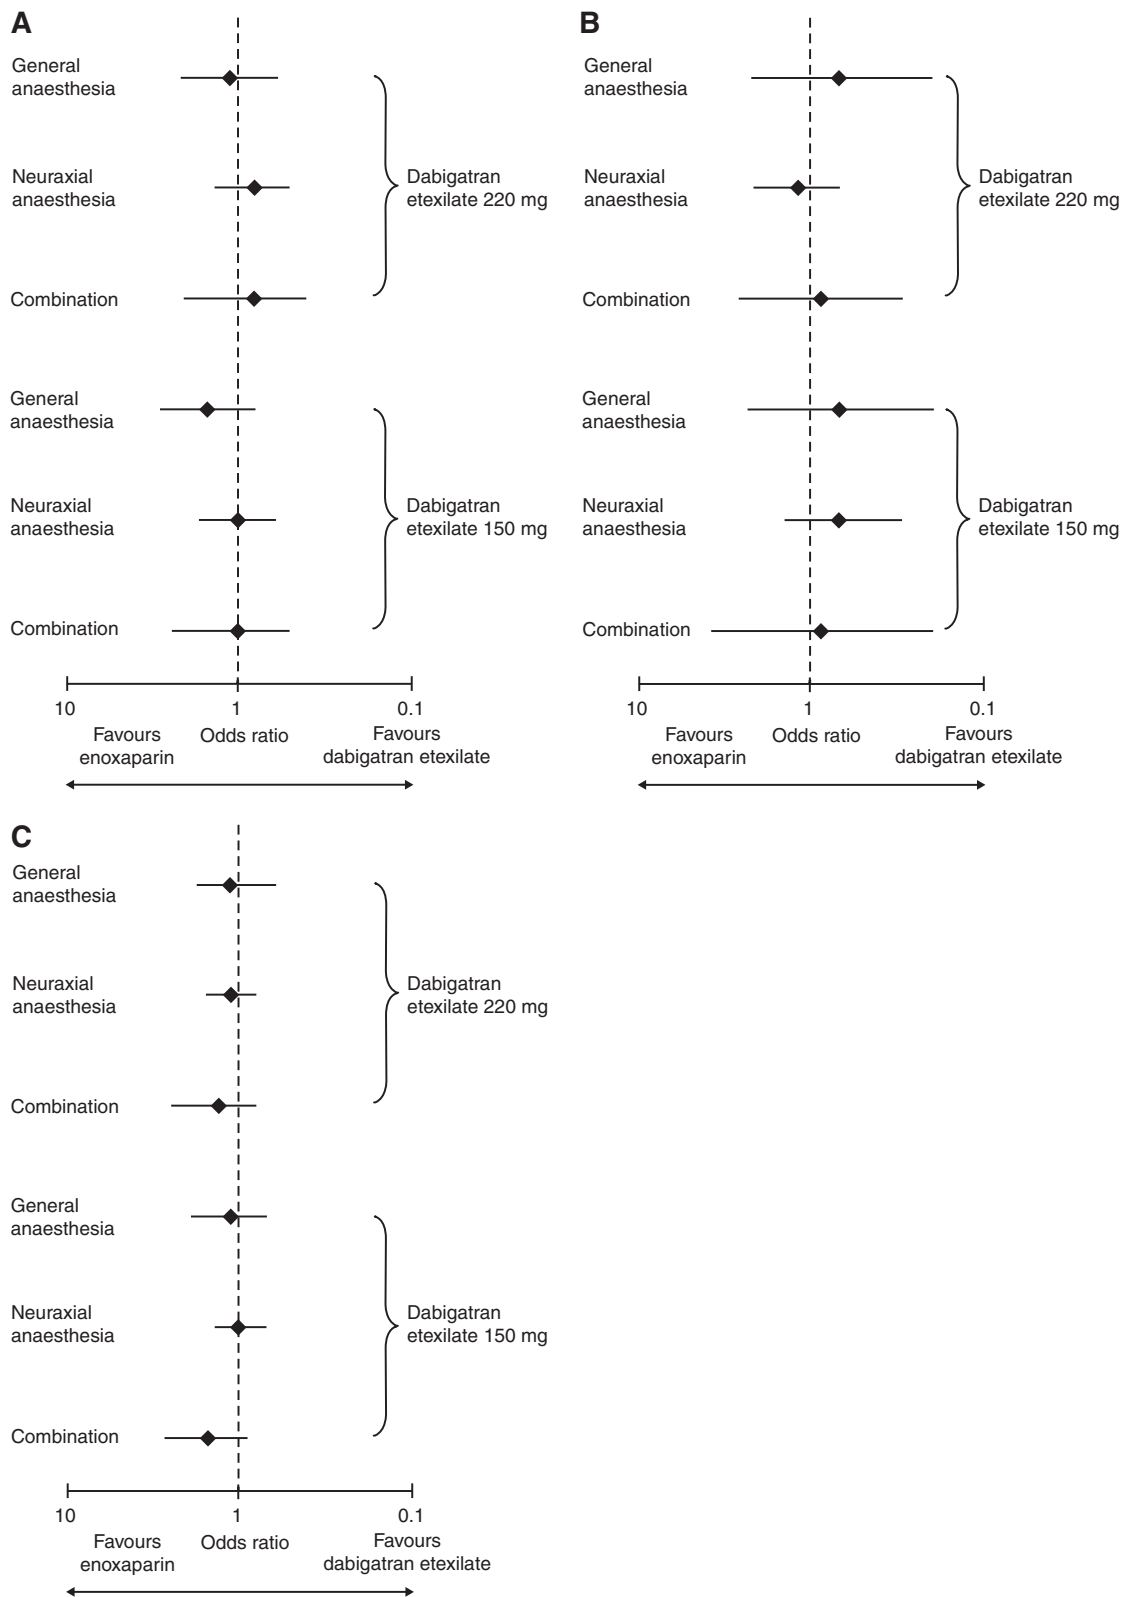 A
General
anaesthesia
Neuraxial
anaesthesia
Dabigatran
etexilate 220 mg
Combination
General
anaesthesia
Neuraxial
anaesthesia
Dabigatran
etexilate 150 mg
Combination
10
1
0.1
Favours
enoxaparin
Odds ratio
Favours
dabigatran etexilate
B
General
anaesthesia
Neuraxial
anaesthesia
Dabigatran
etexilate 220 mg
Combination
General
anaesthesia
Neuraxial
anaesthesia
Dabigatran
etexilate 150 mg
Combination
10
1
0.1
Favours
enoxaparin
Odds ratio
Favours
dabigatran etexilate
C
General
anaesthesia
Neuraxial
anaesthesia
Dabigatran
etexilate 220 mg
Combination
General
anaesthesia
Neuraxial
anaesthesia
Dabigatran
etexilate 150 mg
Combination
10
1
0.1
Favours
enoxaparin
Odds ratio
Favours
dabigatran etexilate